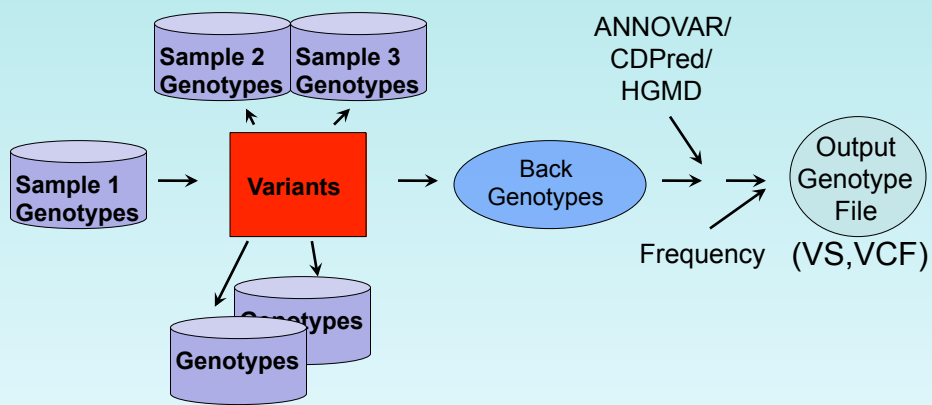 Sample 2
Genotypes
Sample 3
Genotypes
ANNOVAR/
CDPred/
HGMD
Sample 1
Genotypes
Variants
Back
Genotypes
Output
Genotype
File
Frequency
(VS,VCF)
Genotypes